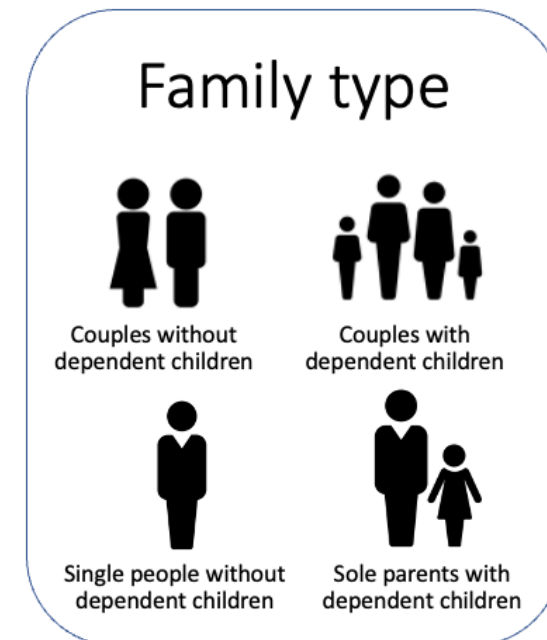 Family type
Couples without
dependent children
Couples with
dependent children
Single people without
dependent children
Sole parents with
dependent children